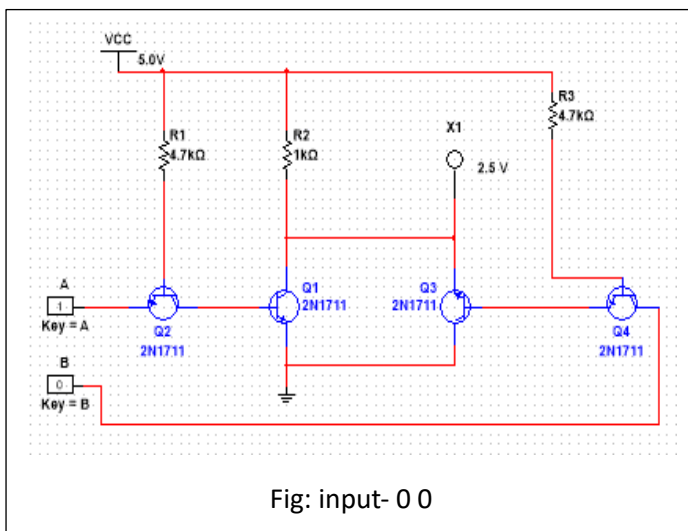 VCC
5.0V
R1
4.7kΩ
R2
1kΩ
X1
2.5 V
R3
4.7kΩ
A
1
Key = A
Q2
2N1711
Q1
2N1711
Q3
2N1711
Q4
2N1711
B
0
Key = B
Fig: input- 0 0